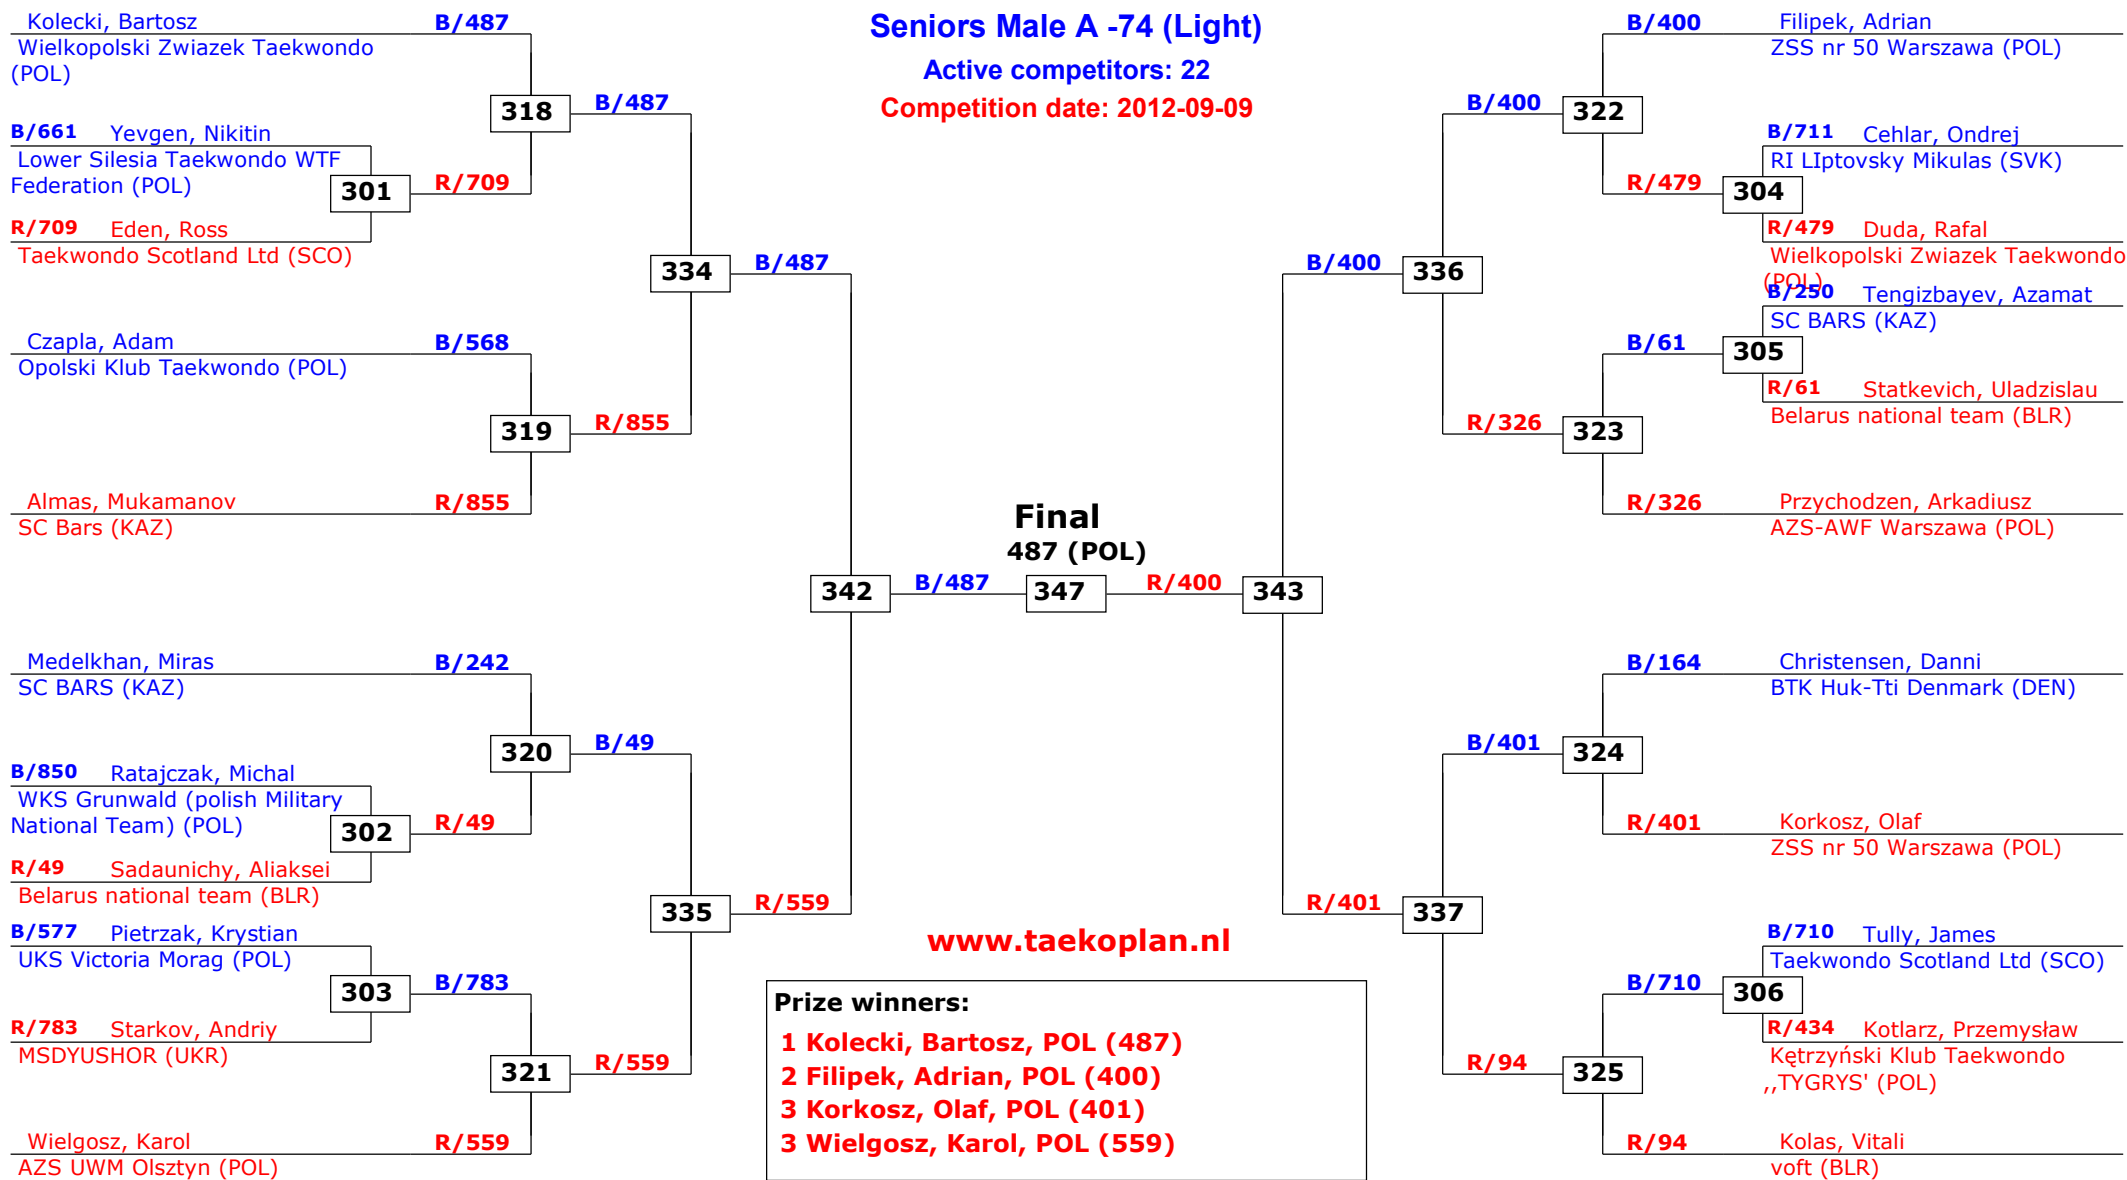 Seniors Male A -74 (Light)
Active competitors: 22
Competition date: 2012-09-09
Kolecki, Bartosz
B/487
Wielkopolski Zwiazek Taekwondo
(POL)
318
B/487
B/661 Yevgen, Nikitin
Lower Silesia Taekwondo WTF
Federation (POL)
301
R/709
R/709 Eden, Ross
Taekwondo Scotland Ltd (SCO)
334
B/487
Czapla, Adam
B/568
Opolski Klub Taekwondo (POL)
319
R/855
Almas, Mukamanov
R/855
SC Bars (KAZ)
Medelkhan, Miras
B/242
SC BARS (KAZ)
320
B/49
B/850 Ratajczak, Michal
WKS Grunwald (polish Military
National Team) (POL)
302
R/49
R/49 Sadaunichy, Aliaksei
Belarus national team (BLR)
335
R/559
B/577 Pietrzak, Krystian
UKS Victoria Morag (POL)
303
B/783
R/783 Starkov, Andriy
MSDYUSHOR (UKR)
321
R/559
Wielgosz, Karol
R/559
AZS UWM Olsztyn (POL)
Final
487 (POL)
342
B/487
347
R/400
343
B/400
Filipek, Adrian
ZSS nr 50 Warszawa (POL)
B/400
322
B/711 Cehlar, Ondrej
RI LIptovsky Mikulas (SVK)
R/479
304
R/479 Duda, Rafal
Wielkopolski Zwiazek Taekwondo
(POL)
B/400
336
B/250 Tengizbayev, Azamat
SC BARS (KAZ)
B/61
305
R/61 Statkevich, Uladzislau
Belarus national team (BLR)
R/326
323
R/326
Przychodzen, Arkadiusz
AZS-AWF Warszawa (POL)
B/164
Christensen, Danni
BTK Huk-Tti Denmark (DEN)
B/401
324
R/401
Korkosz, Olaf
ZSS nr 50 Warszawa (POL)
R/401
337
B/710 Tully, James
Taekwondo Scotland Ltd (SCO)
B/710
306
R/434 Kotlarz, Przemysław
Kętrzyński Klub Taekwondo
,,TYGRYS' (POL)
R/94
325
R/94
Kolas, Vitali
voft (BLR)
www.taekoplan.nl
Prize winners:
1 Kolecki, Bartosz, POL (487)
2 Filipek, Adrian, POL (400)
3 Korkosz, Olaf, POL (401)
3 Wielgosz, Karol, POL (559)